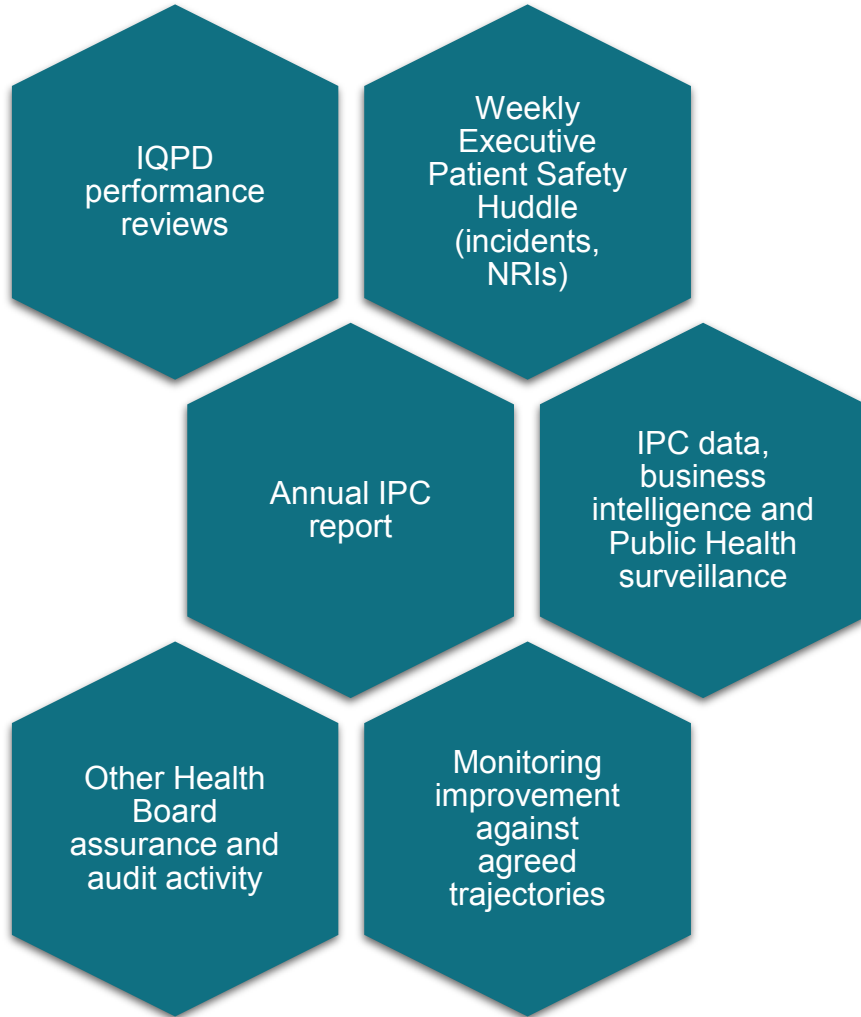 IQPD
performance
reviews
Weekly
Executive
Patient Safety
Huddle
(incidents,
NRIs)
Annual IPC
report
IPC data,
business
intelligence and
Public Health
surveillance
Other Health
Board
assurance and
audit activity
Monitoring
improvement
against
agreed
trajectories